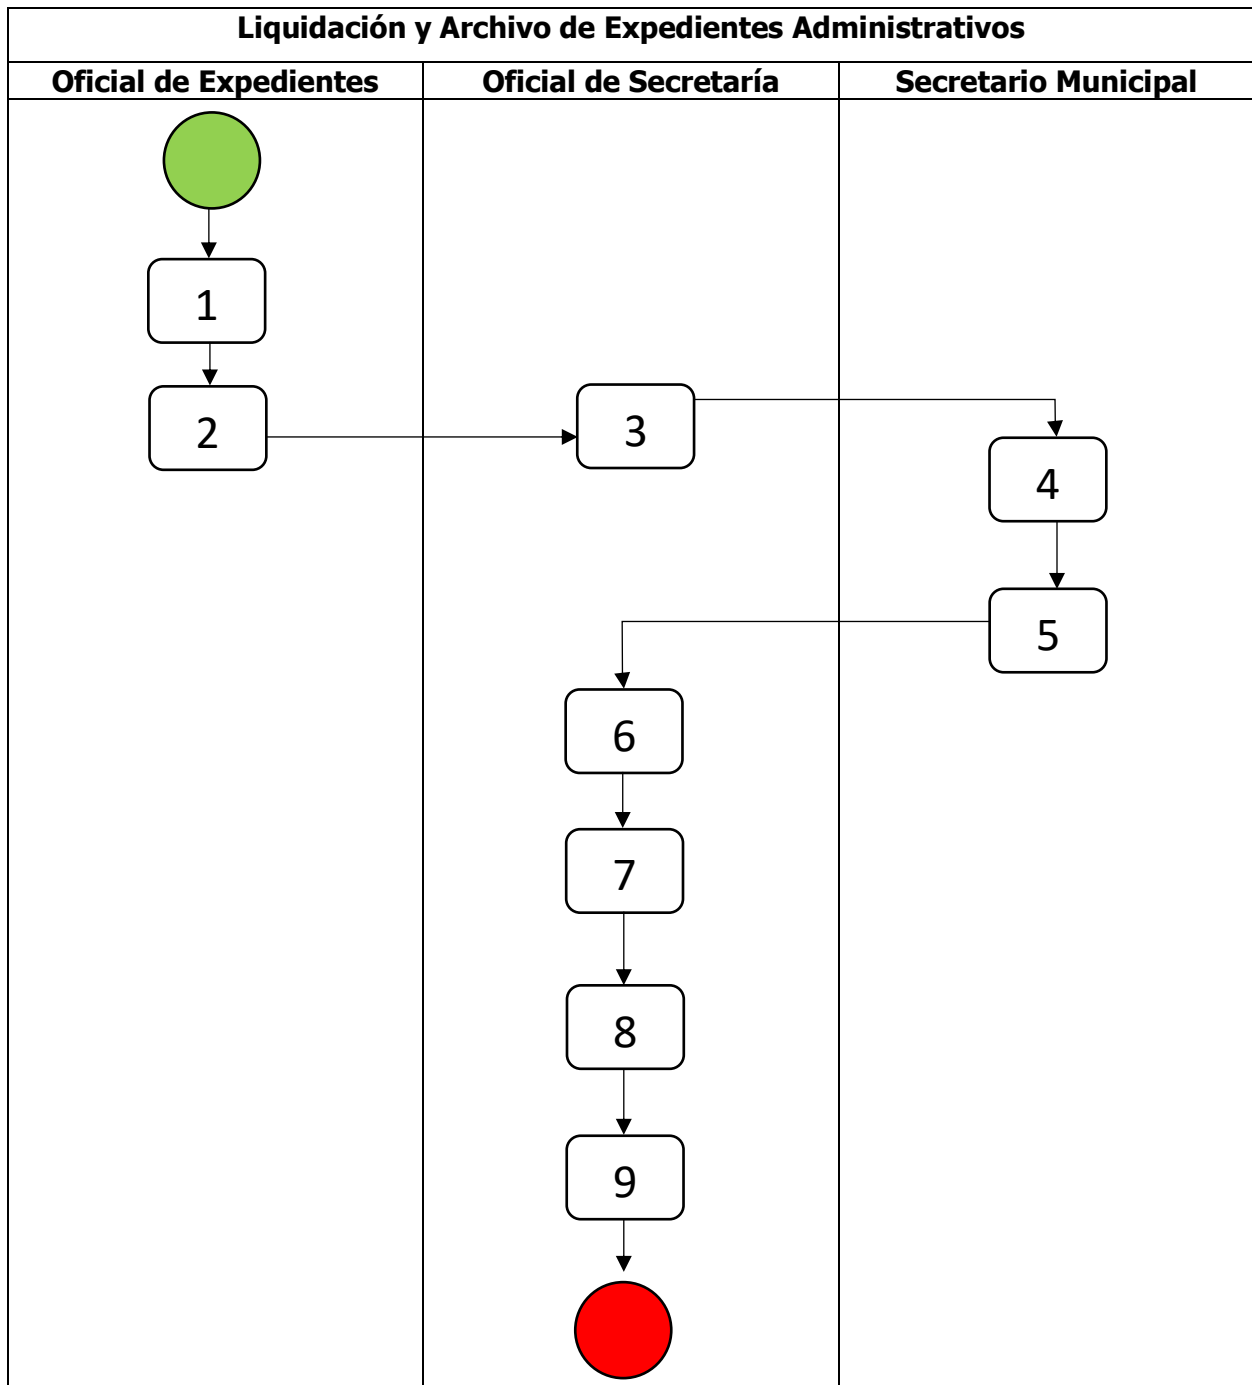 Liquidación y Archivo de Expedientes Administrativos
Oficial de Expedientes
Oficial de Secretaría
Secretario Municipal
1
2
3
4
5
6
7
8
9